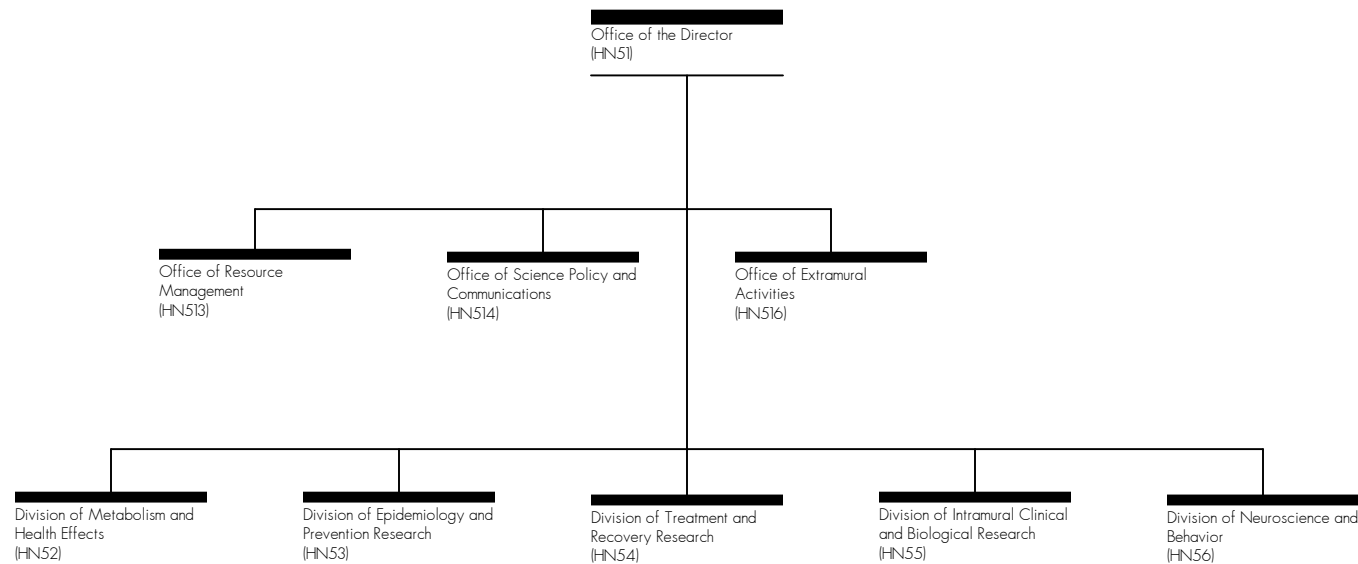 Office of the Director
(HN51)
Office of Resource
Management
(HN513)
Office of Science Policy and
Communications
(HN514)
Office of Extramural
Activities
(HN516)
Division of Metabolism and
Health Effects
(HN52)
Division of Epidemiology and
Prevention Research
(HN53)
Division of Treatment and
Recovery Research
(HN54)
Division of Intramural Clinical
and Biological Research
(HN55)
Division of Neuroscience and
Behavior
(HN56)